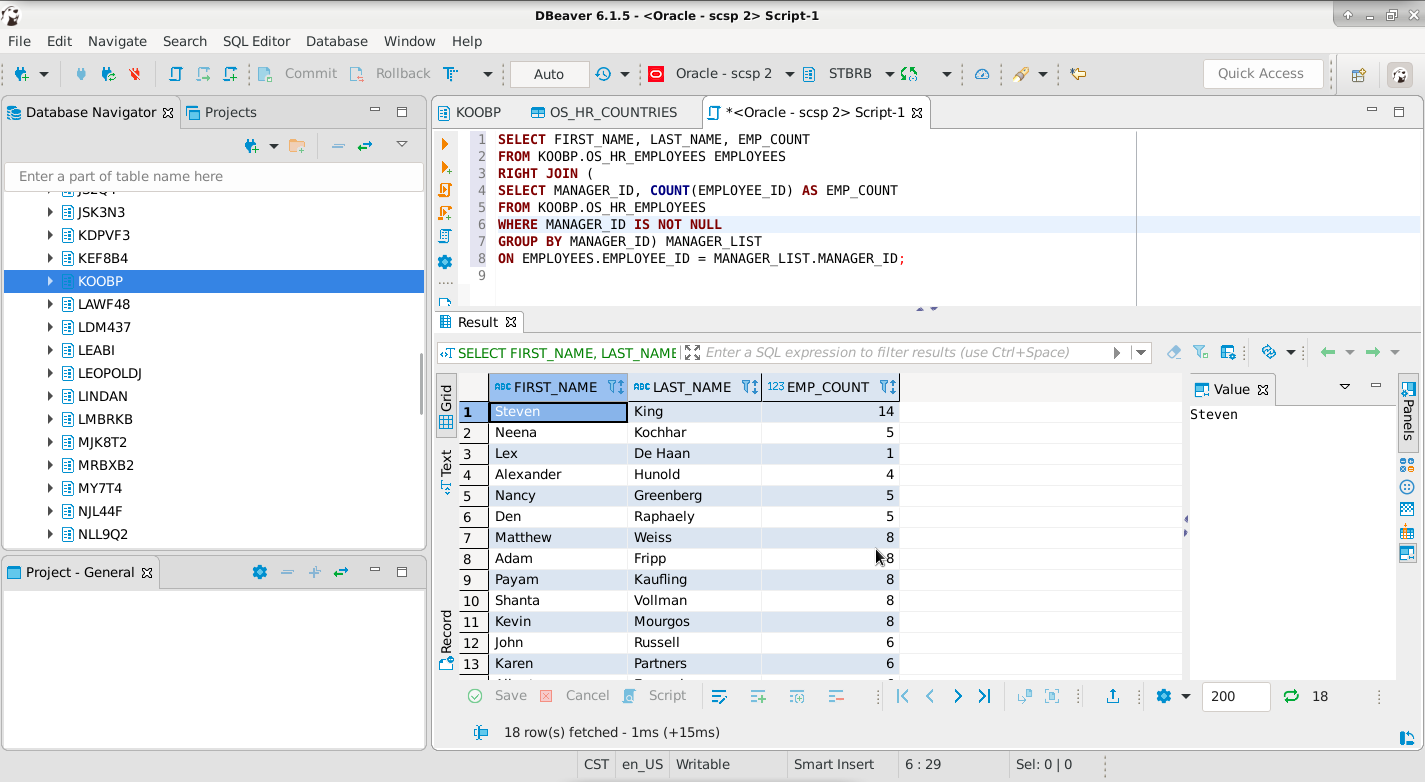 DBeaver 6.1.5 - <Oracle - scsp 2> Script-1
File Edit Navigate Search SQL Editor Database Window Help
Commit Rollback Auto Oracle - scsp 2 STBRB Quick Access
Database Navigator Projects
Enter a part of table name here
JSK3N3
KDPVF3
KEF8B4
KOOBP
LAWF48
LDM437
LEABI
LEOPOLDJ
LINDAN
LMBRKB
MJK8T2
MRBXB2
MY7T4
NJL44F
NLL9Q2
Project - General
KOOBP OS_HR_COUNTRIES *<Oracle - scsp 2> Script-1
1 SELECT FIRST_NAME, LAST_NAME, EMP_COUNT
2 FROM KOOBP.OS_HR_EMPLOYEES EMPLOYEES
3 RIGHT JOIN (
4 SELECT MANAGER_ID, COUNT(EMPLOYEE_ID) AS EMP_COUNT
5 FROM KOOBP.OS_HR_EMPLOYEES
6 WHERE MANAGER_ID IS NOT NULL
7 GROUP BY MANAGER_ID) MANAGER_LIST
8 ON EMPLOYEES.EMPLOYEE_ID = MANAGER_LIST.MANAGER_ID;
9
Result
SELECT FIRST_NAME, LAST_NAME Enter a SQL expression to filter results (use Ctrl+Space)
Grid
Text
Record
ABC FIRST_NAME ABC LAST_NAME 123 EMP_COUNT
1 Steven King 14
2 Neena Kochhar 5
3 Lex De Haan 1
4 Alexander Hunold 4
5 Nancy Greenberg 5
6 Den Raphaely 5
7 Matthew Weiss 8
8 Adam Fripp 8
9 Payam Kaufling 8
10 Shanta Vollman 8
11 Kevin Mourgos 8
12 John Russell 6
13 Karen Partners 6
Value
Steven
Panels
Save Cancel Script 200 18
18 row(s) fetched - 1ms (+15ms)
CST en_US Writable Smart Insert 6 : 29 Sel: 0 | 0